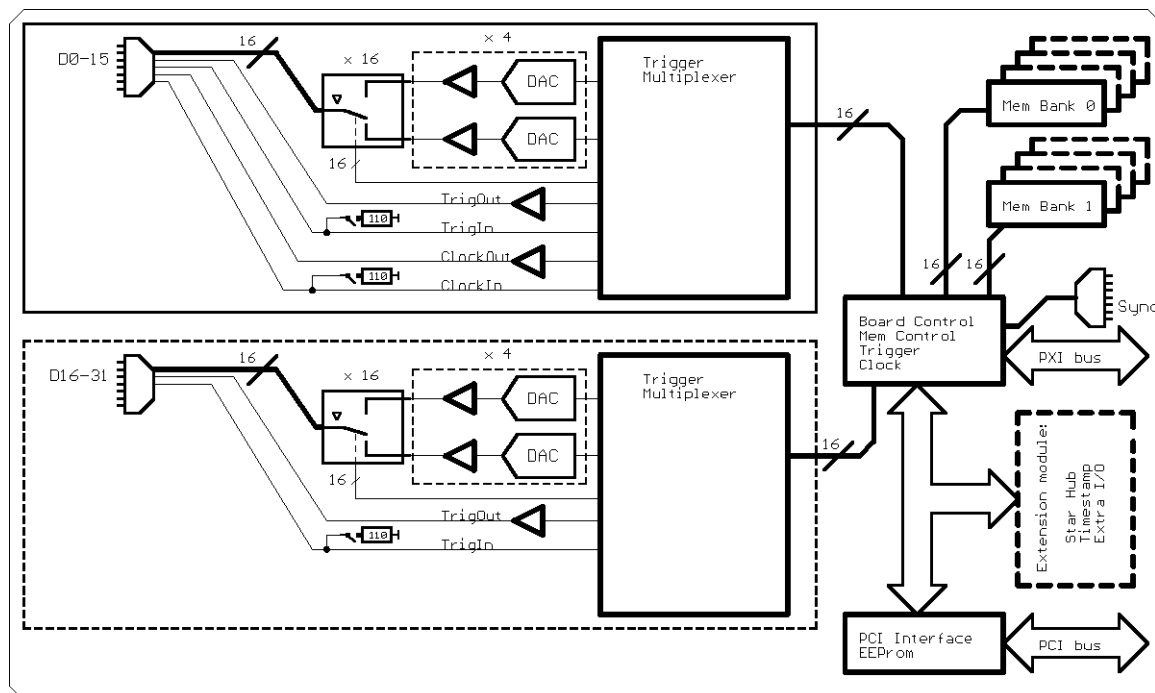 D0-15
16
× 16
× 4
DAC
DAC
16
TrigOut
110
TrigIn
ClockOut
110
ClockIn
Trigger
Multiplexer
16
Mem Bank 0
Mem Bank 1
16
16
Board Control
Mem Control
Trigger
Clock
Sync
PXI bus
D16-31
16
× 16
× 4
DAC
DAC
16
TrigOut
110
TrigIn
Trigger
Multiplexer
16
Extension module:
Star Hub
Timestamp
Extra I/O
PCI Interface
EEProm
PCI bus